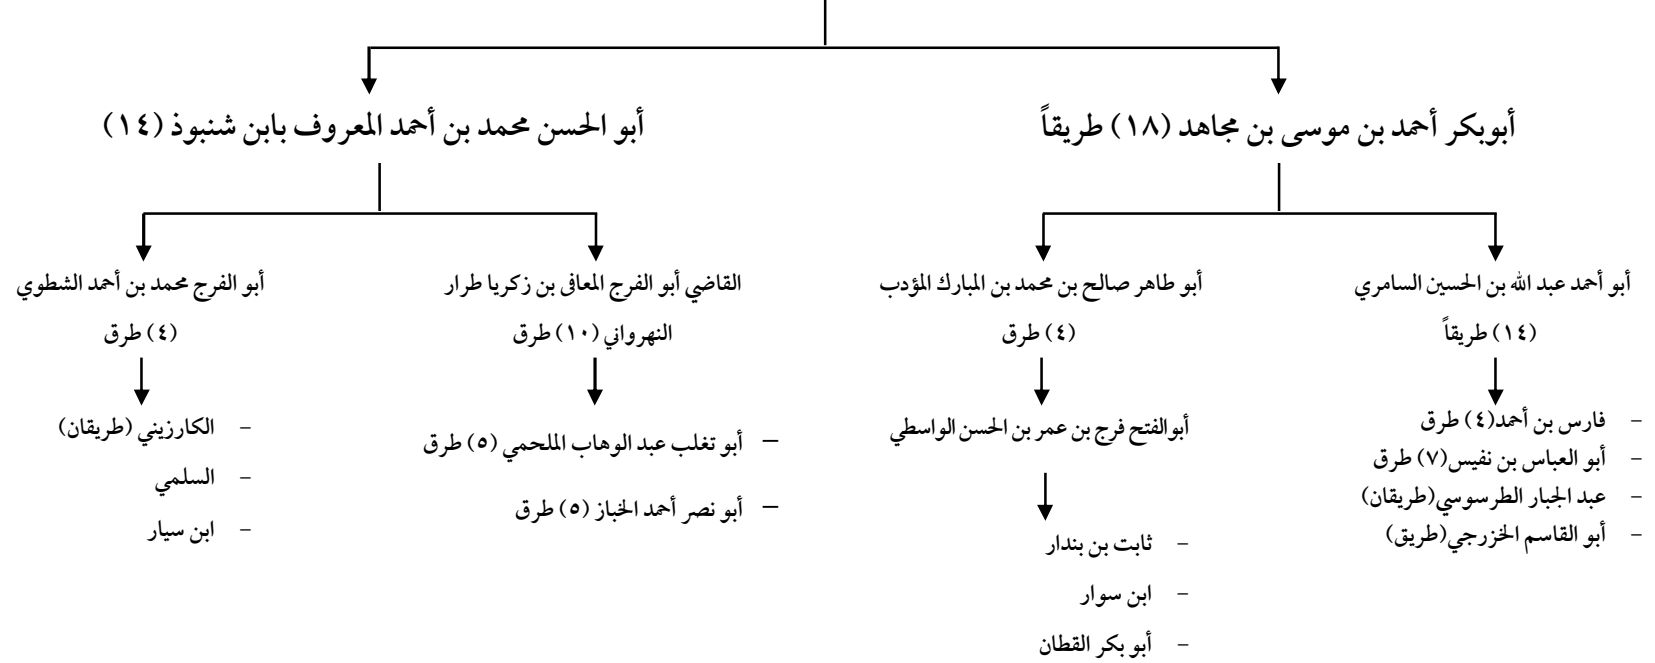 أبوبكر أحمد بن موسى بن مجاهد (١٨) طريقاً
أبو الحسن محمد بن أحمد المعروف بابن شنبوذ (١٤)
أبو أحمد عبد الله بن الحسين السامري
(١٤) طريقاً
أبو طاهر صالح بن محمد بن المبارك المؤدب
(٤) طرق
القاضي أبو الفرج المعافى بن زكريا طرار
النهرواني (١٠) طرق
أبو الفرج محمد بن أحمد الشطوي
(٤) طرق
- فارس بن أحمد(٤) طرق
- أبو العباس بن نفيس(٧) طرق
- عبد الجبار الطرسوسي(طريقان)
- أبو القاسم الخزرجي(طريق)
أبوالفتح فرج بن عمر بن الحسن الواسطي
- ثابت بن بندار
- ابن سوار
- أبو بكر القطان
- أبو تغلب عبد الوهاب الملحمي (٥) طرق
- أبو نصر أحمد الخباز (٥) طرق
- الكارزيني (طريقان)
- السلمي
- ابن سيار